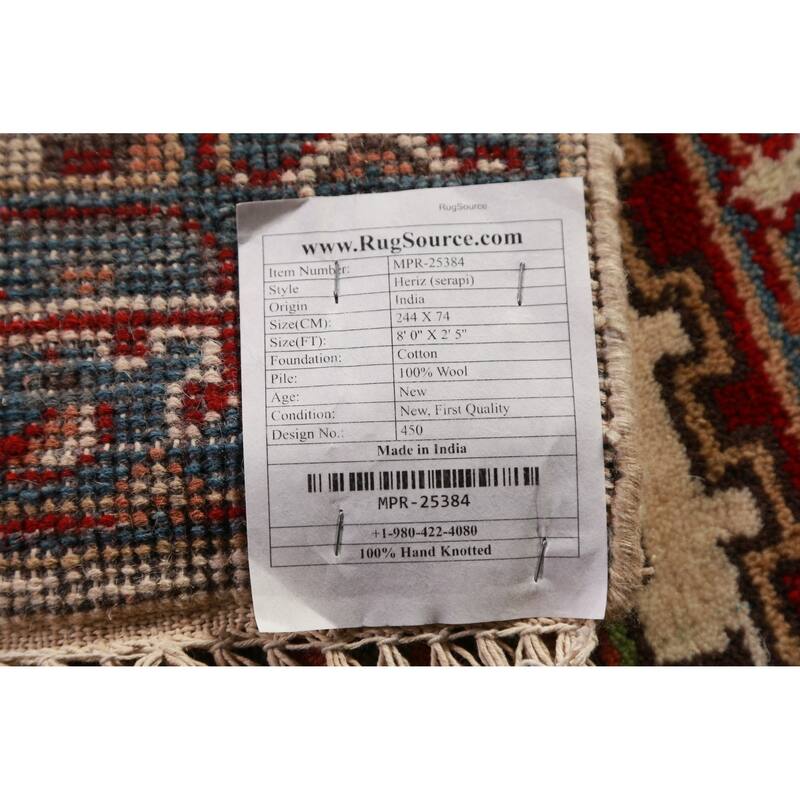 RugSource
www.RugSource.com
Item Number: MPR-25384
Style Heriz (serapi)
Origin India
Size(CM): 244 X 74
Size(FT): 8' 0" X 2' 5"
Foundation: Cotton
Pile: 100% Wool
Age: New
Condition: New, First Quality
Design No.: 450
Made in India
MPR-25384
+1-980-422-4080
100% Hand Knotted